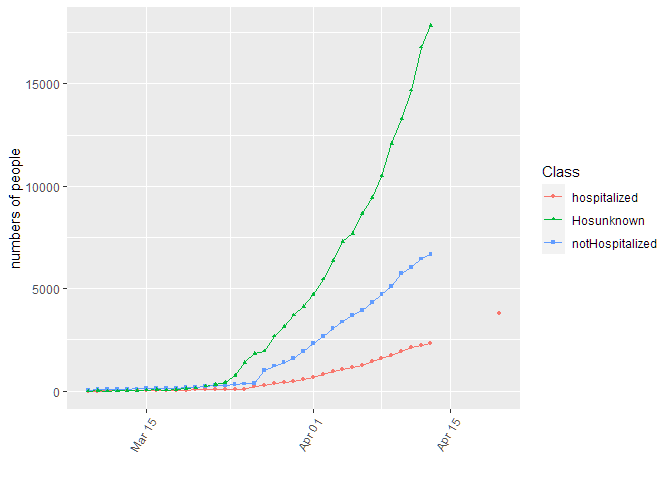 numbers of people
15000
10000
5000
0
Mar 15
Apr 01
Apr 15
Class
hospitalized
Hosunknown
notHospitalized